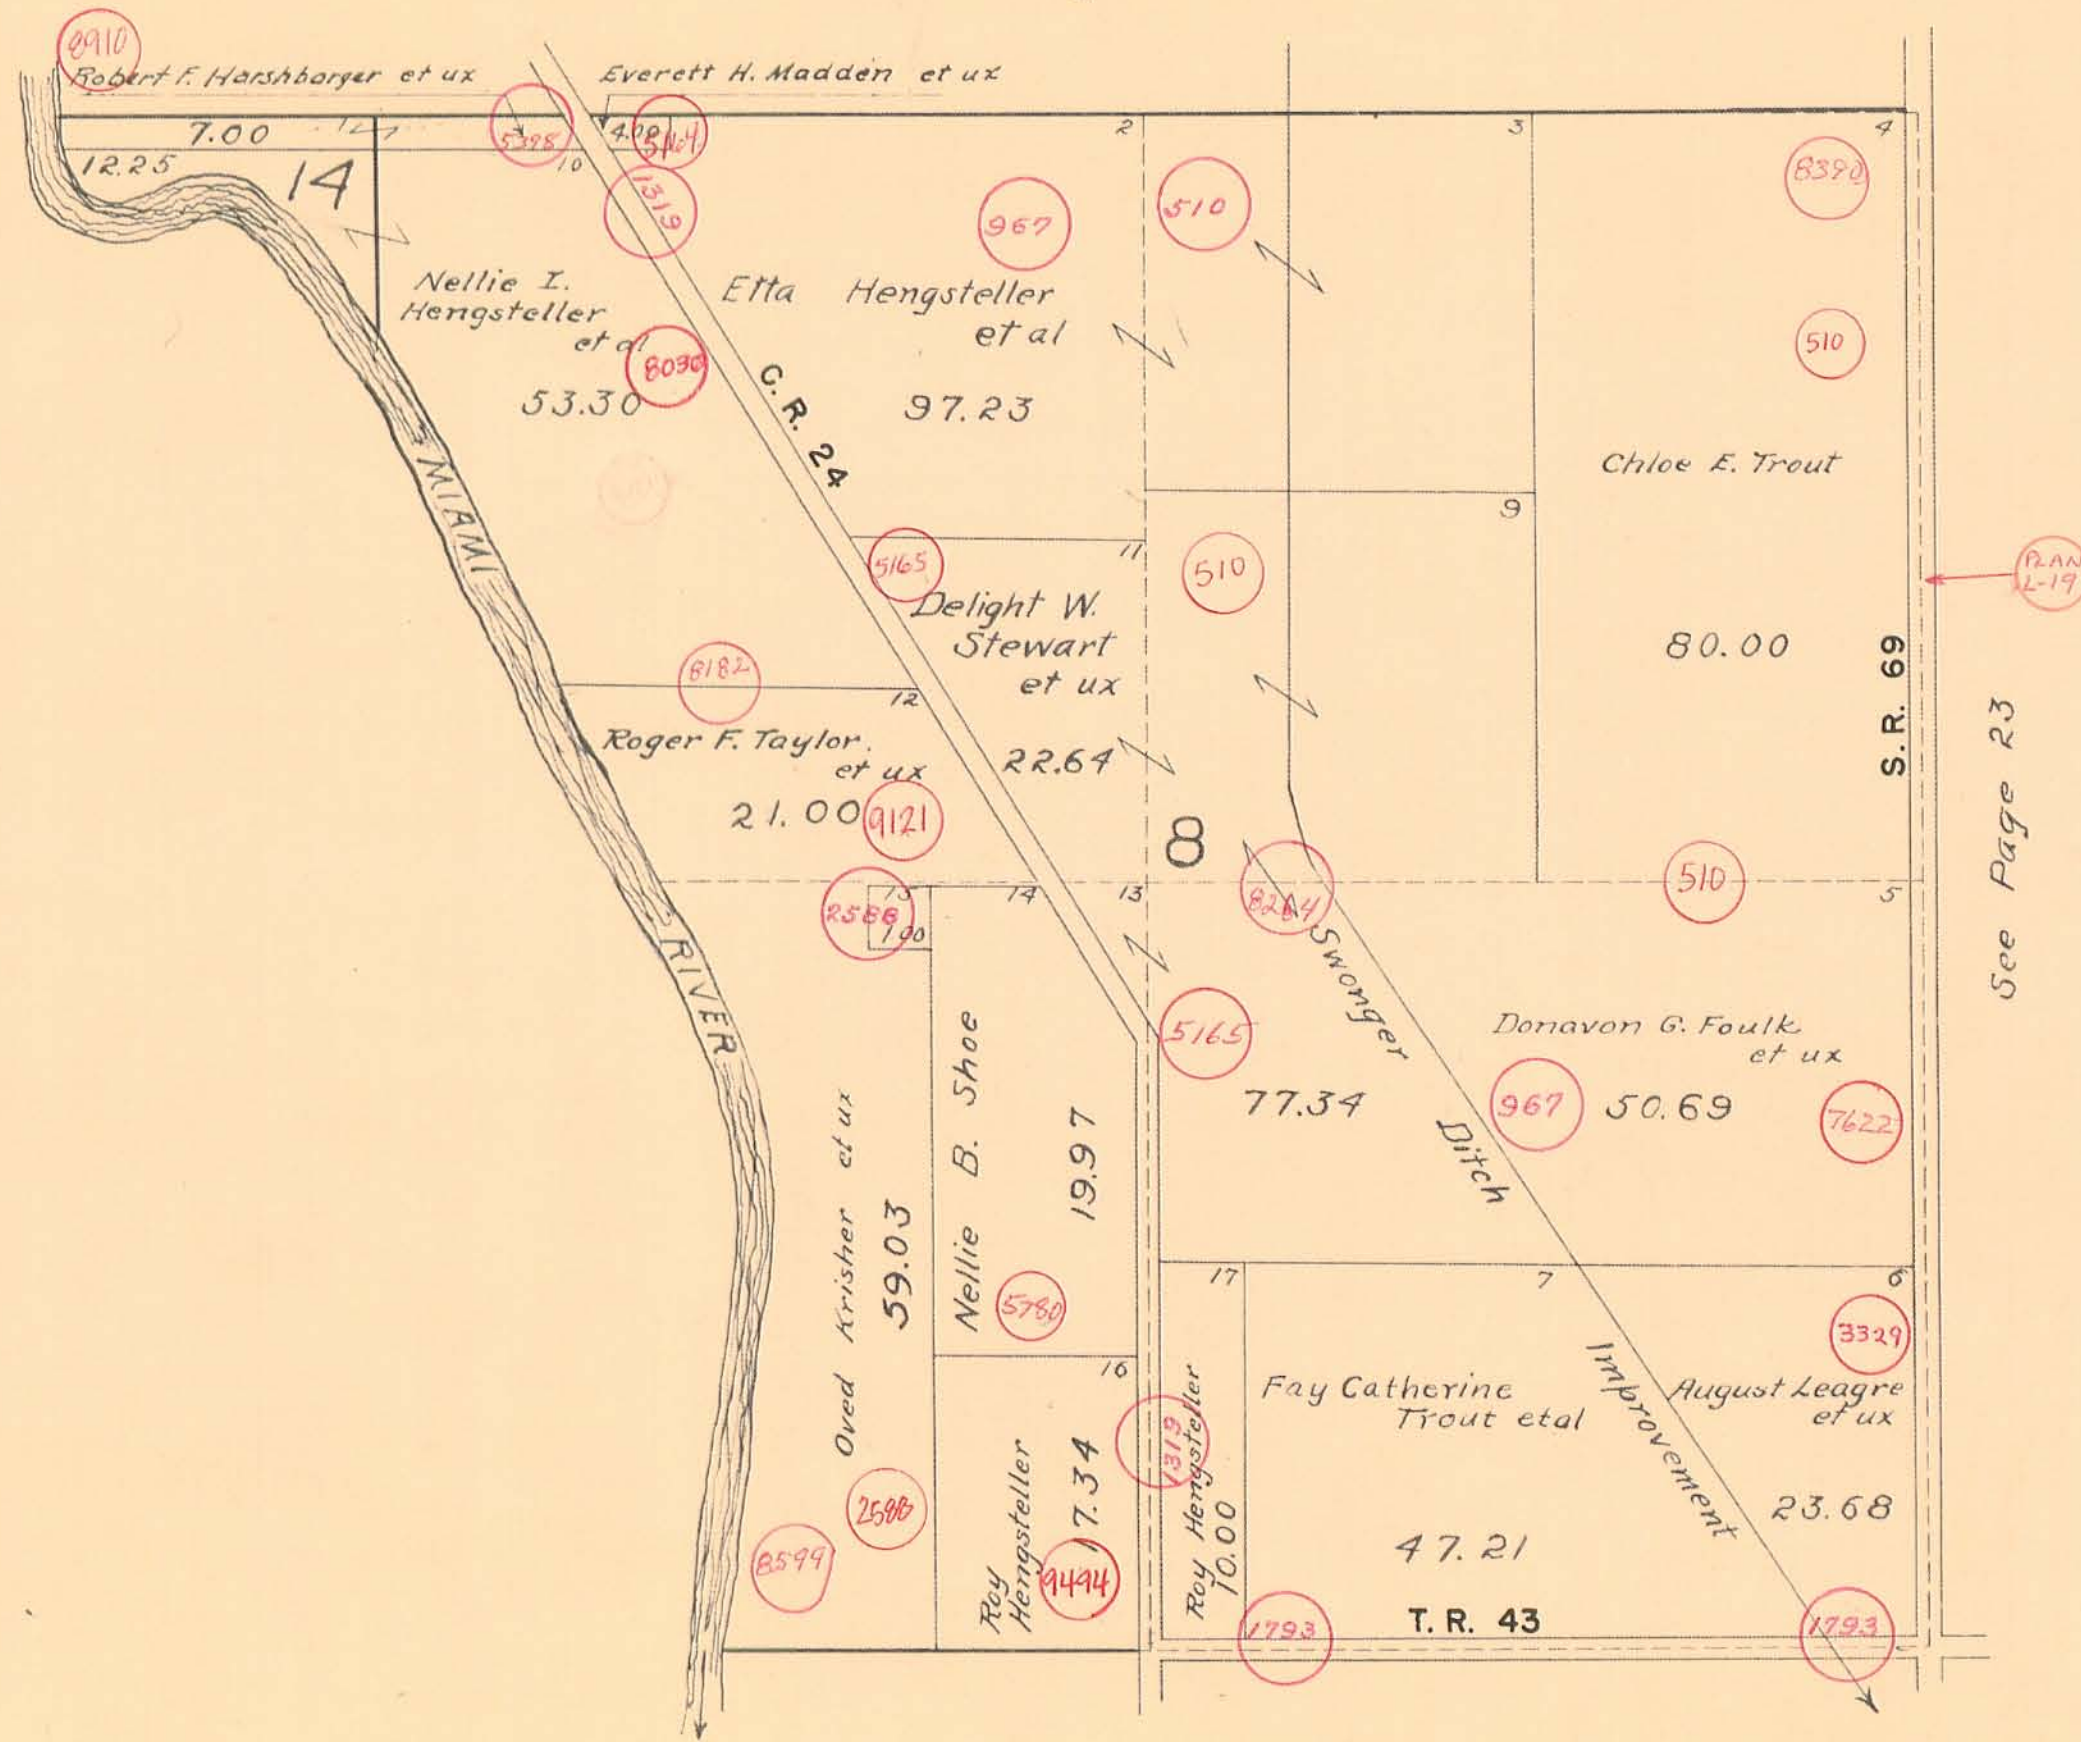 8910
Robert F. Harshbarger et ux
Everett H. Madden et ux
7.00
12.25
14
5398
10
4.00
1319
2
3
4
8390
967
510
Nellie I.
Hengsteller
et al
53.30
8030
Etta Hengsteller
et al
97.23
C. R. 24
510
Chloe E. Trout
80.00
9
11
5165
Delight W.
Stewart
et ux
22.64
510
PLAN
L-19
S. R. 69
See Page 23
MIAMI
RIVER
8182
12
Roger F. Taylor
et ux
21.00
9121
8
2588
15
1.00
14
13
510
5
Swonger
Ditch
Improvement
5165
77.34
Donavon G. Foulk
et ux
967
50.69
7622
Oved Krisher et ux
59.03
Nellie B. Shoe
19.97
5780
16
17
7
6
3329
Roy
Hengsteller
17.34
9494
1319
Roy Hengsteller
10.00
Fay Catherine
Trout etal
47.21
August Leagre
et ux
23.68
8599
1793
T. R. 43
1793